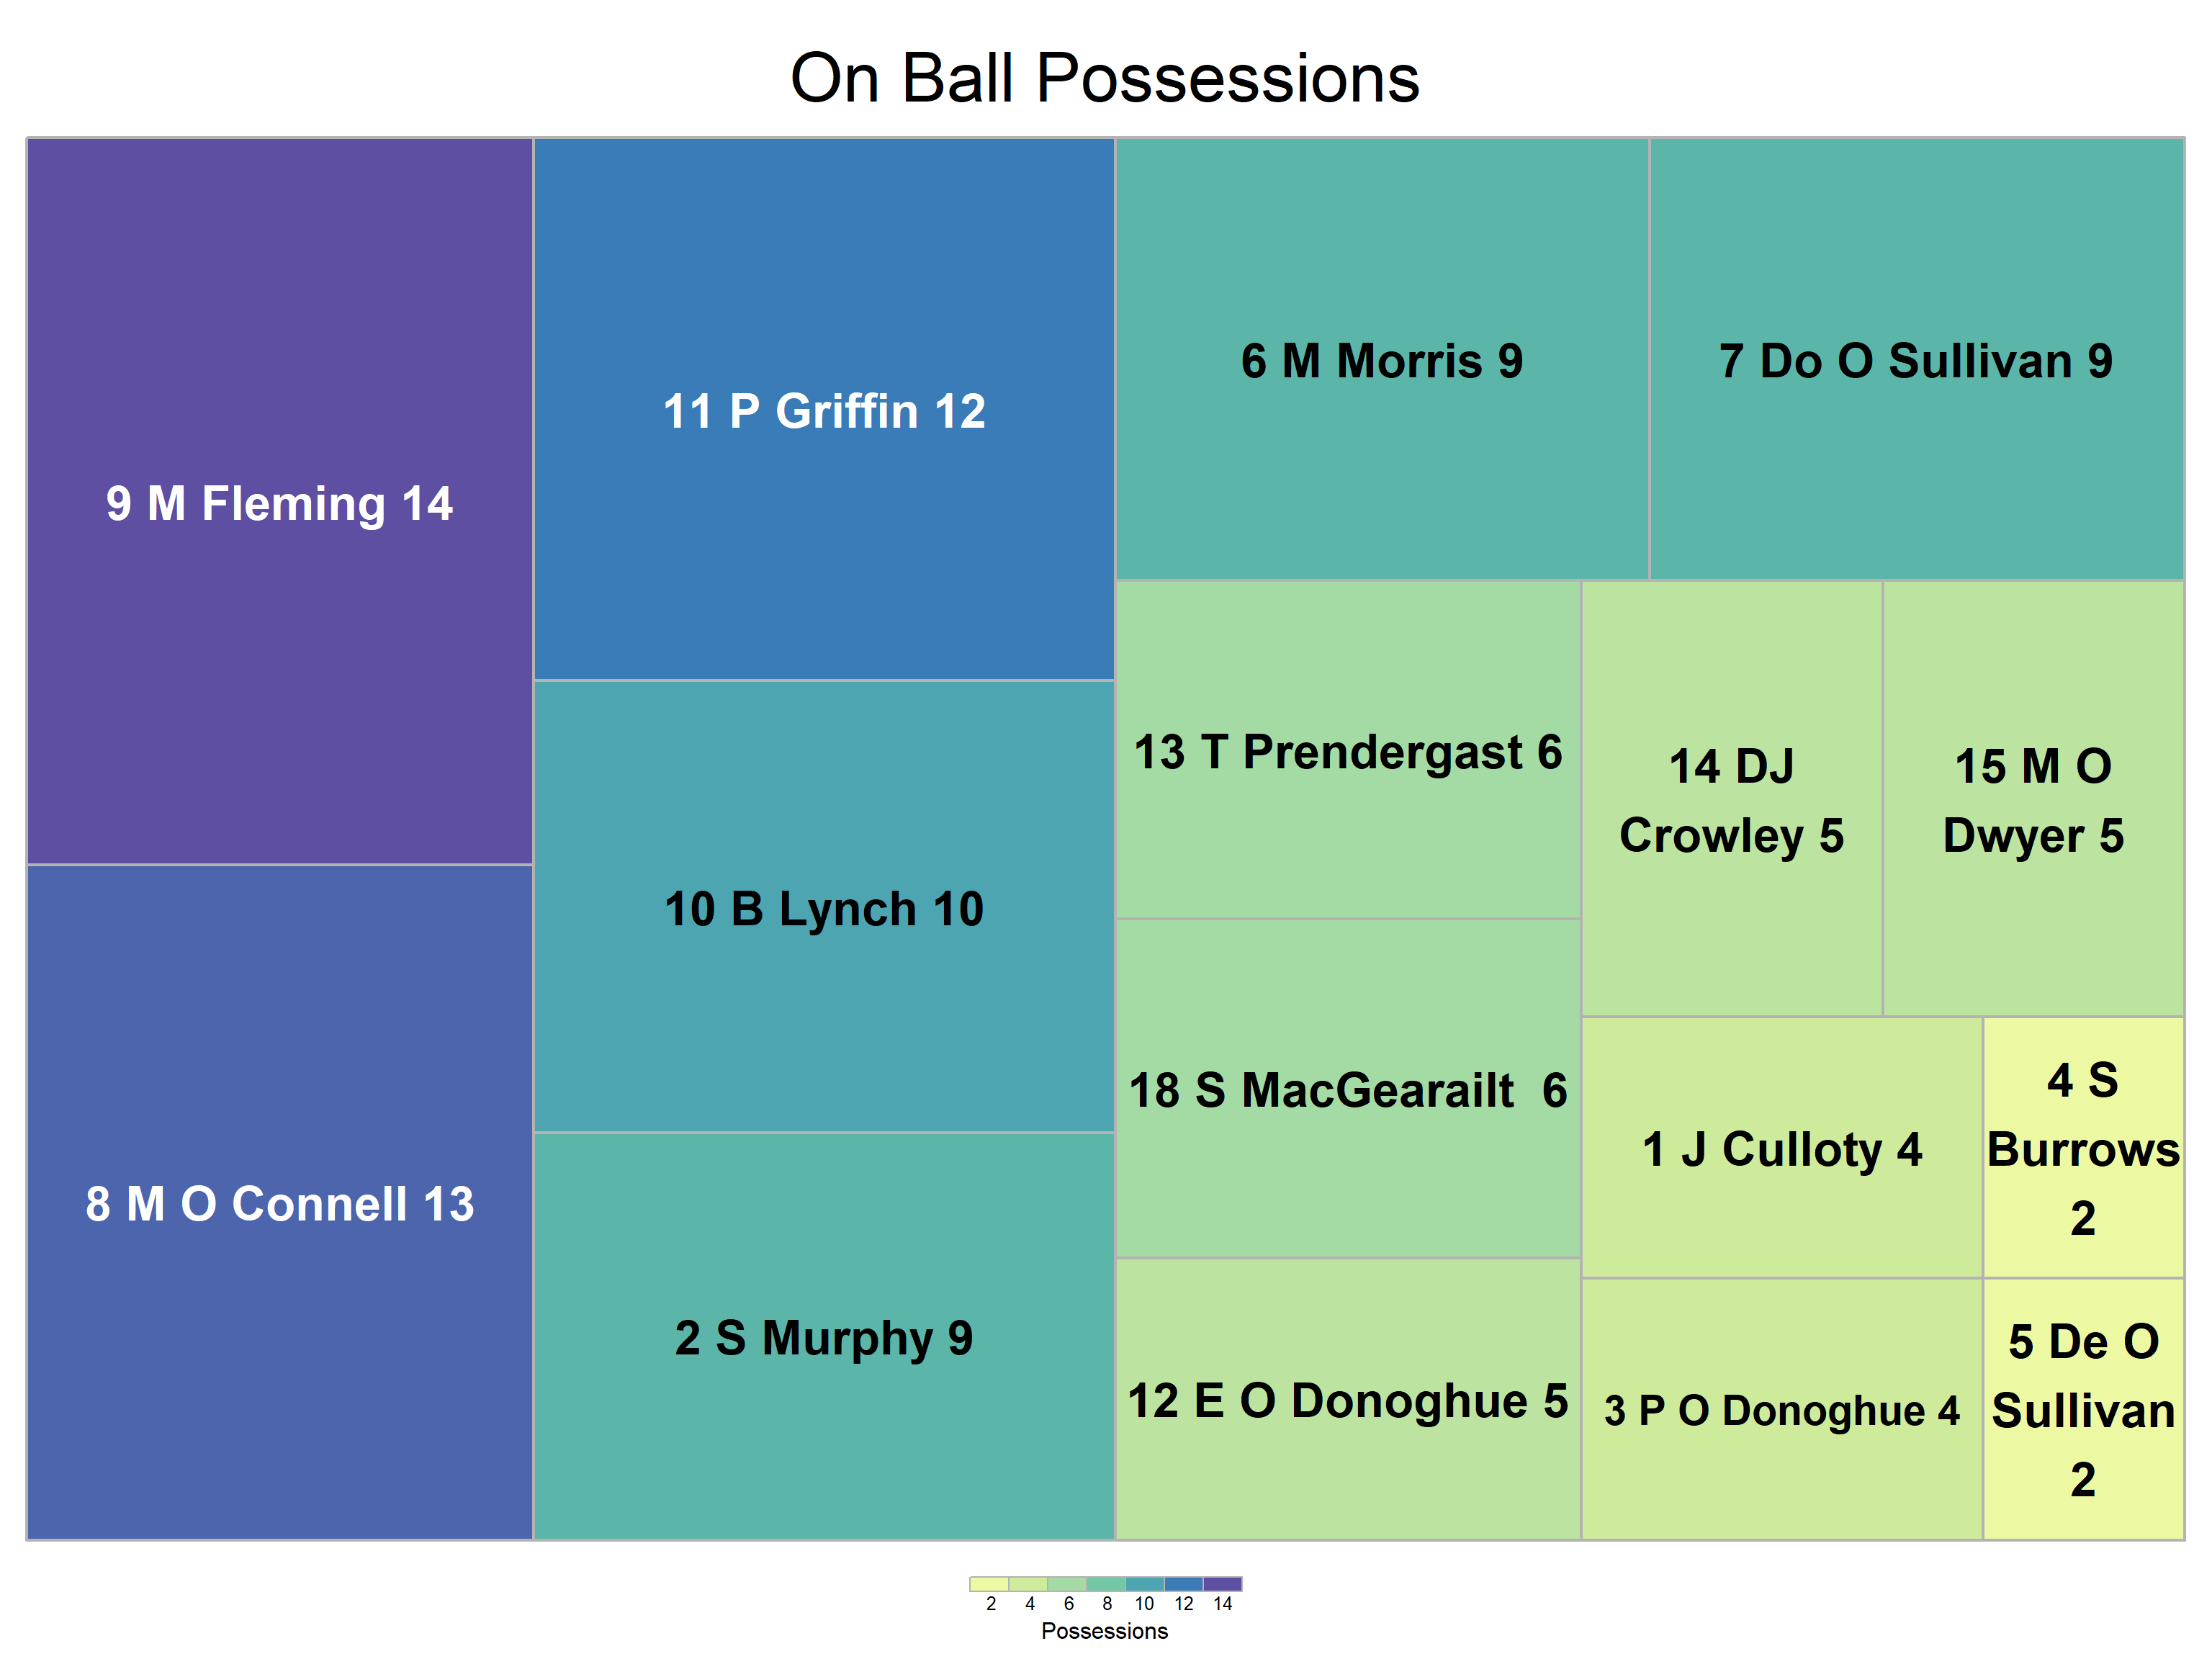 On Ball Possessions
9 M Fleming 14
8 M O Connell 13
11 P Griffin 12
10 B Lynch 10
2 S Murphy 9
6 M Morris 9
7 Do O Sullivan 9
13 T Prendergast 6
18 S MacGearailt  6
12 E O Donoghue 5
14 DJ
Crowley 5
15 M O
Dwyer 5
1 J Culloty 4
3 P O Donoghue 4
4 S
Burrows
2
5 De O
Sullivan
2
2 4 6 8 10 12 14
Possessions